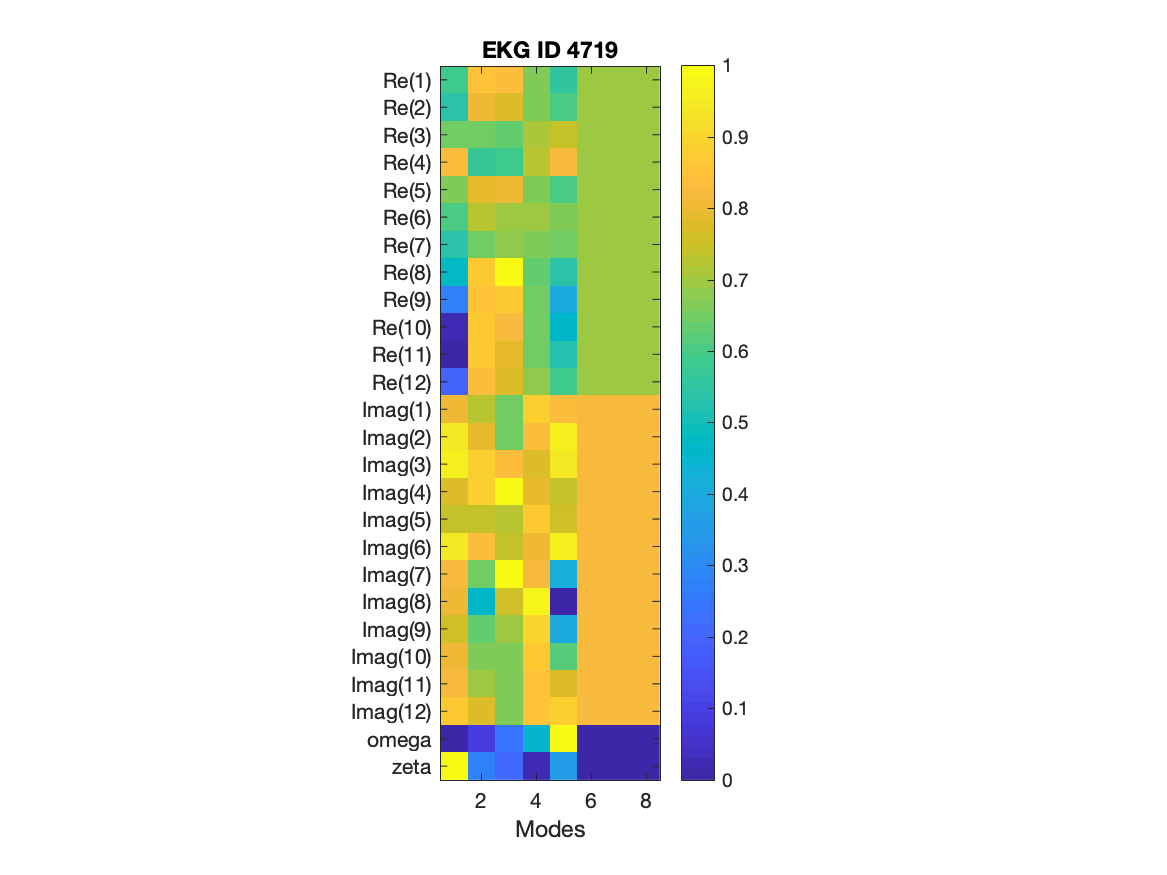 EKG ID 4719
Re(1)
Re(2)
Re(3)
Re(4)
Re(5)
Re(6)
Re(7)
Re(8)
Re(9)
Re(10)
Re(11)
Re(12)
Imag(1)
Imag(2)
Imag(3)
Imag(4)
Imag(5)
Imag(6)
Imag(7)
Imag(8)
Imag(9)
Imag(10)
Imag(11)
Imag(12)
omega
zeta
2 4 6 8
Modes
1
0.9
0.8
0.7
0.6
0.5
0.4
0.3
0.2
0.1
0